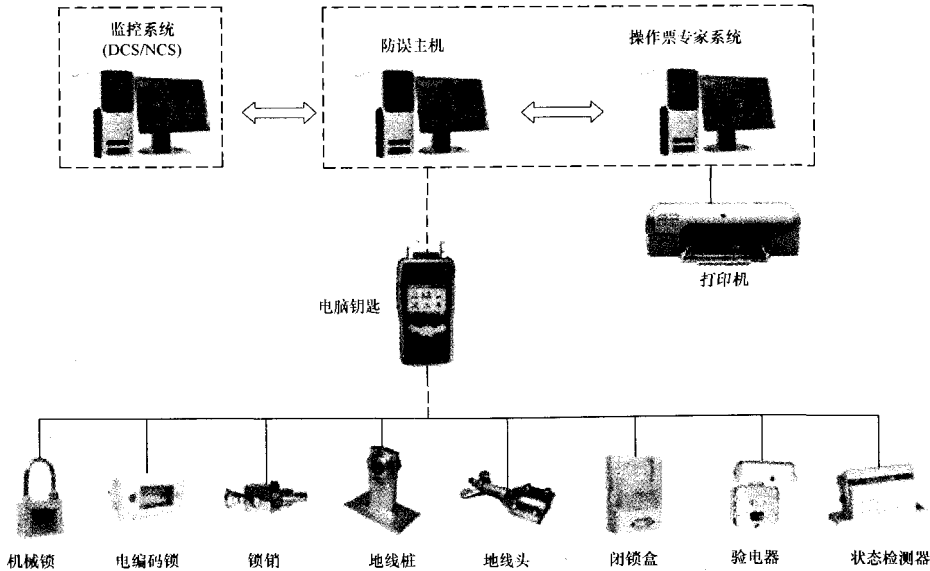 监控系统
(DCS/NCS)
防误主机
操作票专家系统
打印机
电脑钥匙
机械锁
电编码锁
锁销
地线桩
地线头
闭锁盒
验电器
状态检测器